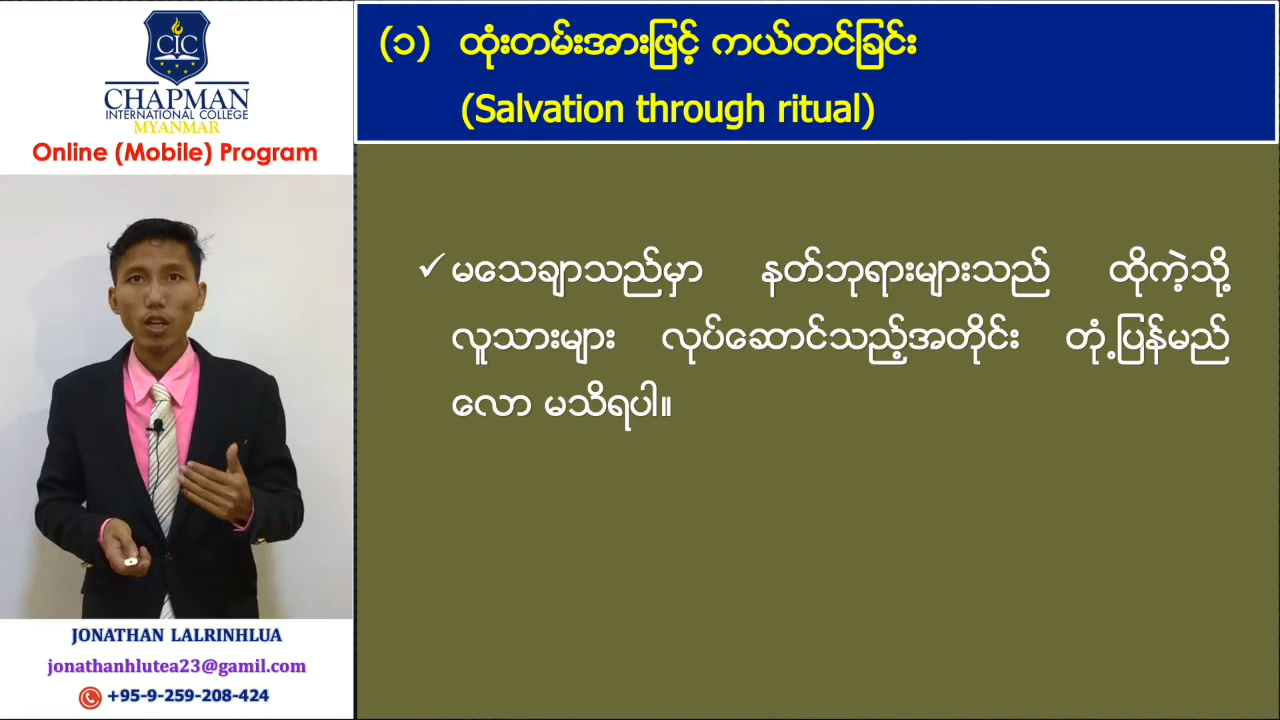 CIC
CHAPMAN
INTERNATIONAL COLLEGE
MYANMAR
Online (Mobile) Program
JONATHAN LALRINHLUA
jonathanhlutea23@gamil.com
+95-9-259-208-424
(၁) ထုံးတမ်းအားဖြင့် ကယ်တင်ခြင်း
(Salvation through ritual)
✓ မသေချာသည်မှာ နတ်ဘုရားများသည် ထိုကဲ့သို့
လူသားများ လုပ်ဆောင်သည့်အတိုင်း တုံ့ပြန်မည်
လော မသိရပါ။